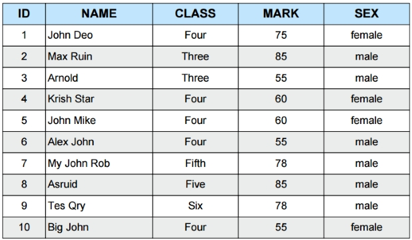 ID NAME CLASS MARK SEX
1 John Deo Four 75 female
2 Max Ruin Three 85 male
3 Arnold Three 55 male
4 Krish Star Four 60 female
5 John Mike Four 60 female
6 Alex John Four 55 male
7 My John Rob Fifth 78 male
8 Asruid Five 85 male
9 Tes Qry Six 78 male
10 Big John Four 55 female